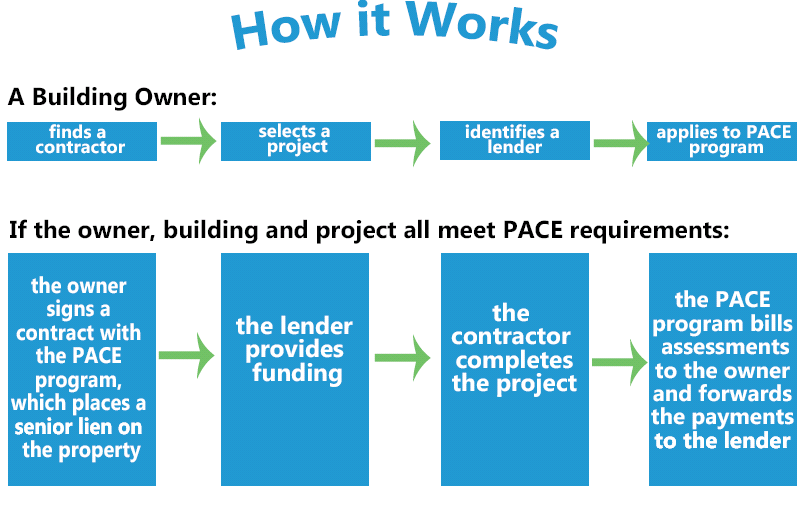 How it Works
A Building Owner:
finds a
contractor
selects a
project
identifies a
lender
applies to PACE
program
If the owner, building and project all meet PACE requirements:
the owner
signs a
contract with
the PACE
program,
which places a
senior lien on
the property
the lender
provides
funding
the
contractor
completes
the project
the PACE
program bills
assessments
to the owner
and forwards
the payments
to the lender